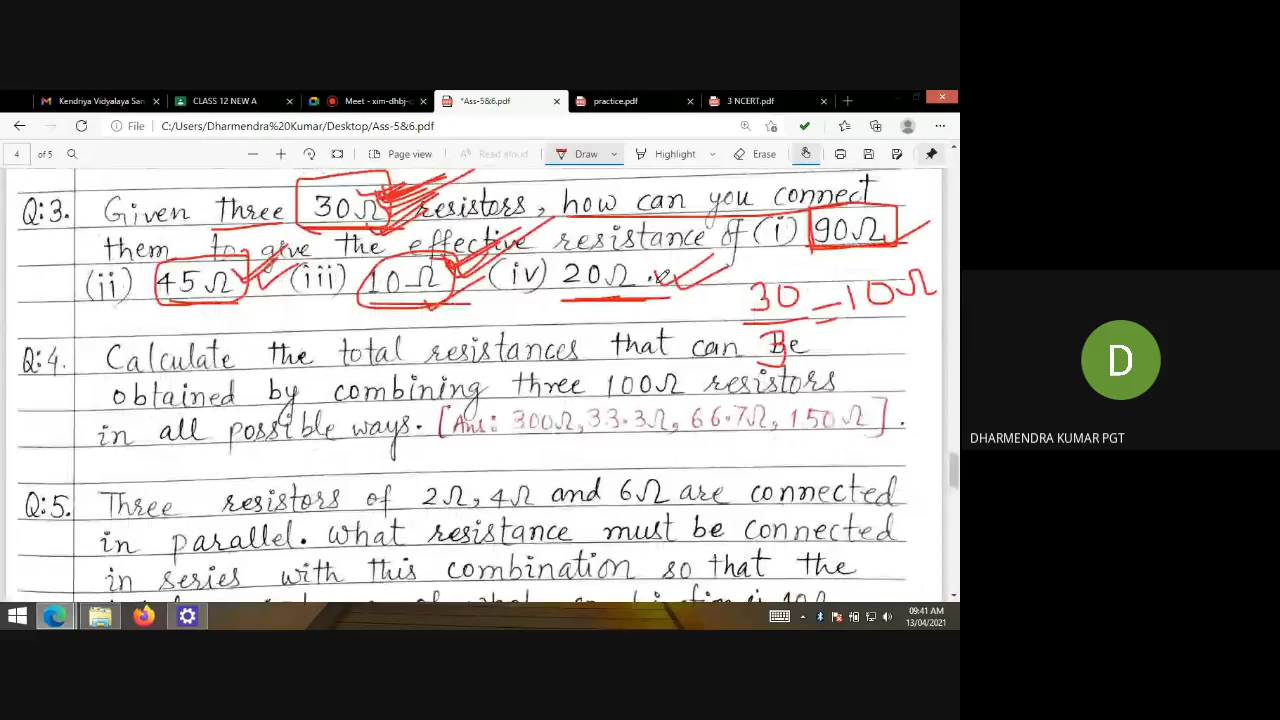 Kendriya Vidyalaya San
CLASS 12 NEW A
Meet - xim-dhbj-
*Ass-5&6.pdf
practice.pdf
3 NCERT.pdf
File
C:/Users/Dharmendra%20Kumar/Desktop/Ass-5&6.pdf
4 of 5
Page view
Read aloud
Draw
Highlight
Erase
Q:3. Given three 30Ω resistors, how can you connect
them to give the effective resistance of (i) 90Ω
(ii) 45Ω (iii) 10Ω (iv) 20Ω.
30/3 = 10Ω
Q:4. Calculate the total resistances that can be
obtained by combining three 100Ω resistors
in all possible ways. [Ans: 300Ω, 33.3Ω, 66.7Ω, 150Ω].
Q:5. Three resistors of 2Ω, 4Ω and 6Ω are connected
in parallel. What resistance must be connected
in series with this combination so that the
D
DHARMENDRA KUMAR PGT
09:41 AM
13/04/2021